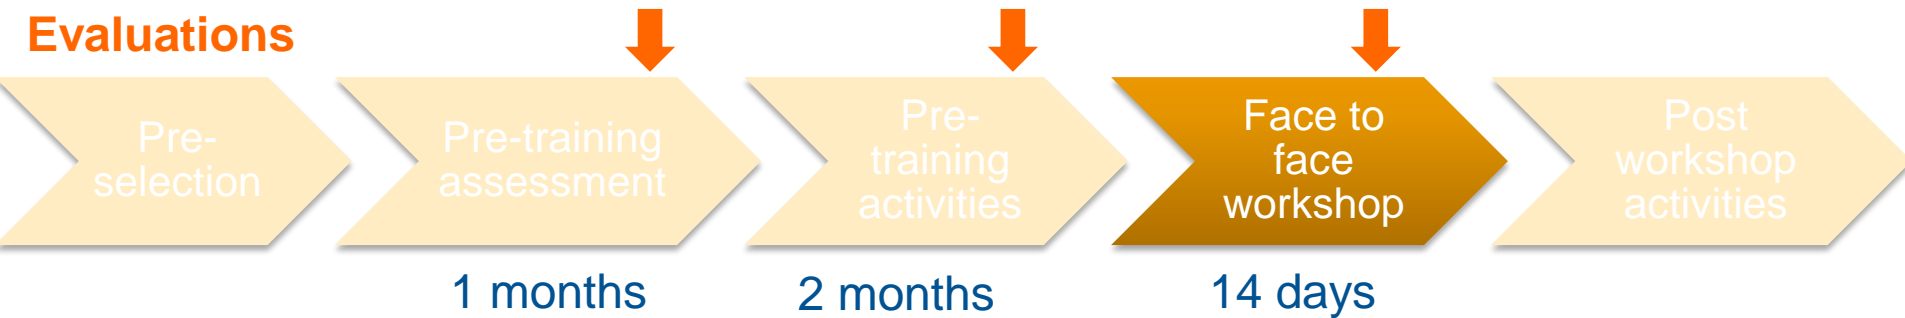 Evaluations
Pre-
selection
Pre-training
assessment
Pre-
training
activities
Face to
face
workshop
Post
workshop
activities
1 months
2 months
14 days